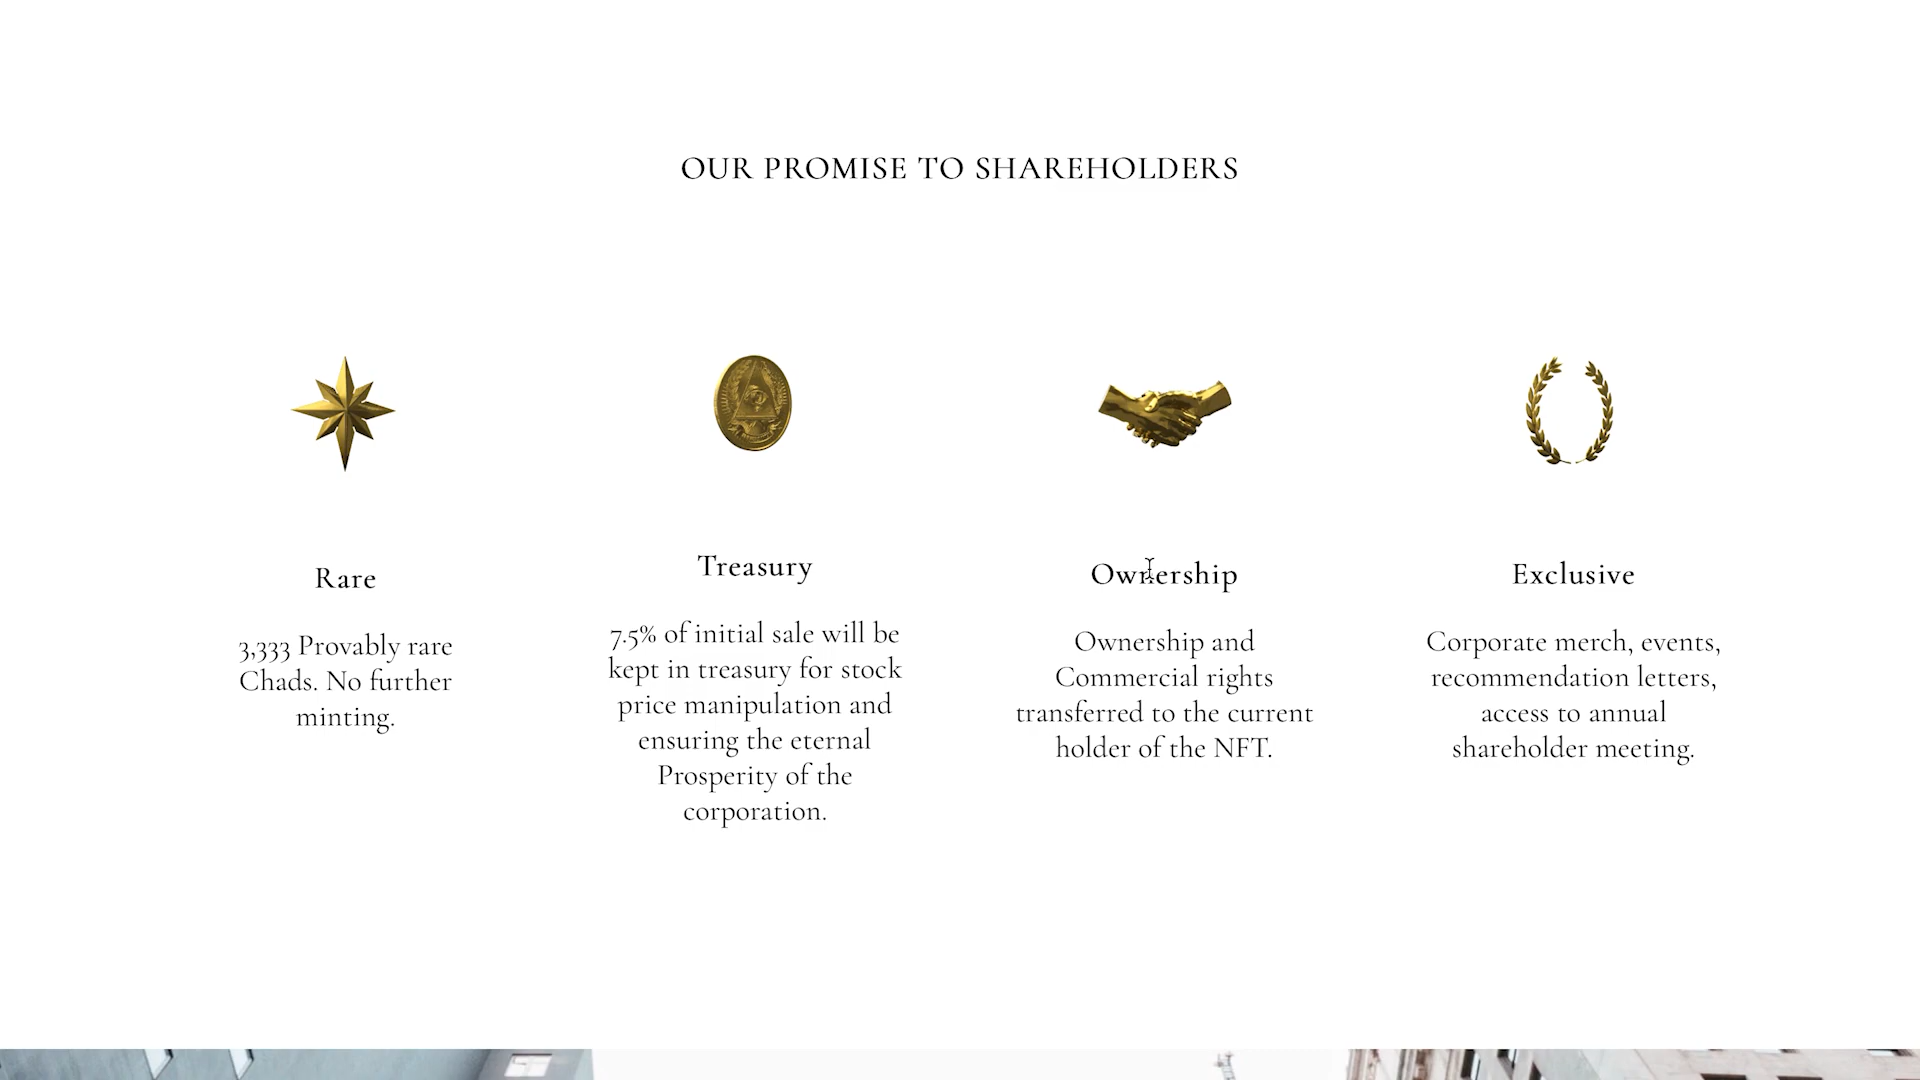 OUR PROMISE TO SHAREHOLDERS
Rare
3,333 Provably rare
Chads. No further
minting.
Treasury
7.5% of initial sale will be
kept in treasury for stock
price manipulation and
ensuring the eternal
Prosperity of the
corporation.
Ownership
Ownership and
Commercial rights
transferred to the current
holder of the NFT.
Exclusive
Corporate merch, events,
recommendation letters,
access to annual
shareholder meeting.